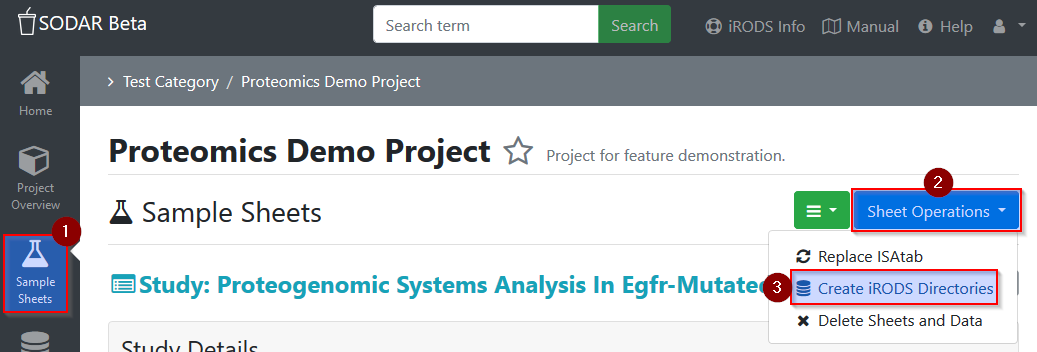 SODAR Beta
Search term
Search
iRODS Info
Manual
Help
Home
Project
Overview
1
Sample
Sheets
› Test Category / Proteomics Demo Project
Proteomics Demo Project
Project for feature demonstration.
Sample Sheets
2
Sheet Operations
Replace ISAtab
3
Create iRODS Directories
Delete Sheets and Data
Study: Proteogenomic Systems Analysis In Egfr-Mutate
Study Details